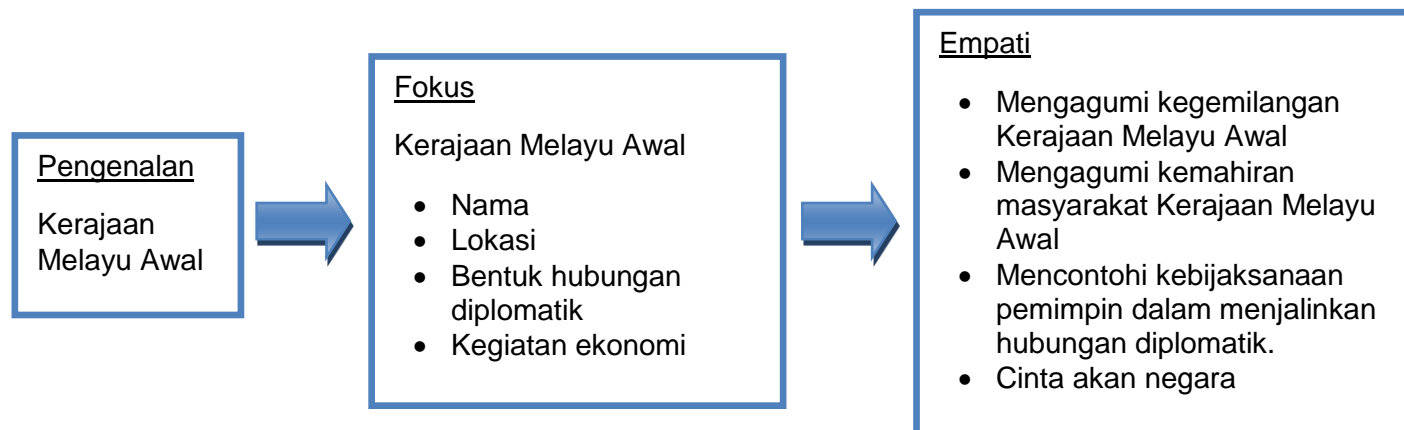 Pengenalan
Kerajaan
Melayu Awal
Fokus
Kerajaan Melayu Awal
• Nama
• Lokasi
• Bentuk hubungan
diplomatik
• Kegiatan ekonomi
Empati
• Mengagumi kegemilangan
Kerajaan Melayu Awal
• Mengagumi kemahiran
masyarakat Kerajaan Melayu
Awal
• Mencontohi kebijaksanaan
pemimpin dalam menjalinkan
hubungan diplomatik.
• Cinta akan negara